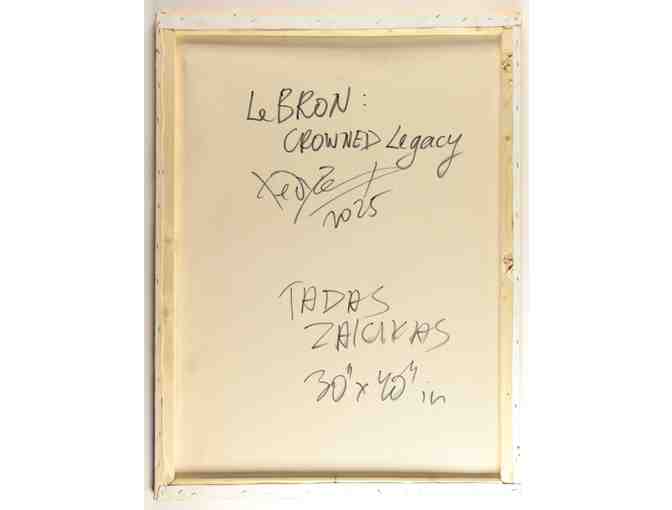 LeBRON:
CROWNED Legacy
2025
TADAS
ZAICIKAS
30" x 40" in